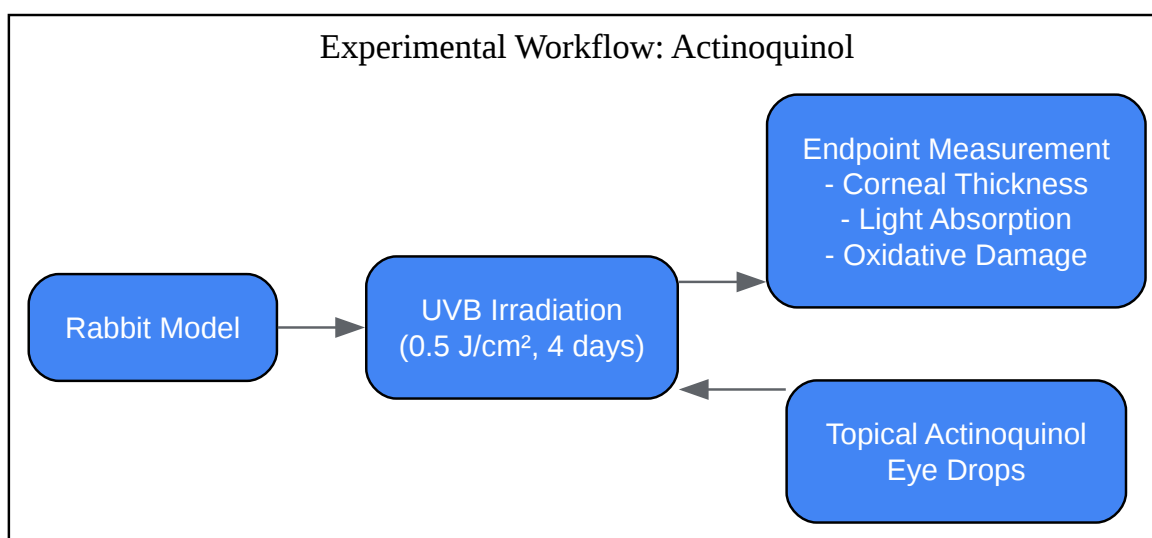 Experimental Workflow: Actinoquinol
Rabbit Model
UVB Irradiation
(0.5 J/cm², 4 days)
Endpoint Measurement
- Corneal Thickness
- Light Absorption
- Oxidative Damage
Topical Actinoquinol
Eye Drops